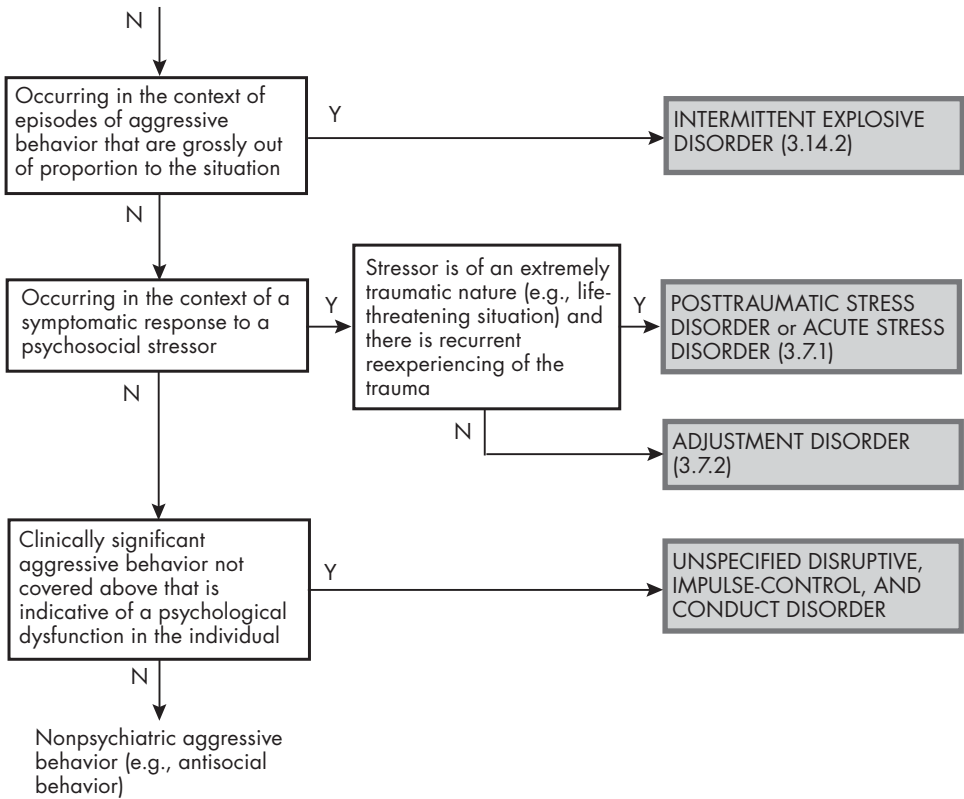 N
Occurring in the context of
episodes of aggressive
behavior that are grossly out
of proportion to the situation
Y
INTERMITTENT EXPLOSIVE
DISORDER (3.14.2)
N
Occurring in the context of a
symptomatic response to a
psychosocial stressor
Y
Stressor is of an extremely
traumatic nature (e.g., life-
threatening situation) and
there is recurrent
reexperiencing of the
trauma
Y
POSTTRAUMATIC STRESS
DISORDER or ACUTE STRESS
DISORDER (3.7.1)
N
ADJUSTMENT DISORDER
(3.7.2)
N
Clinically significant
aggressive behavior not
covered above that is
indicative of a psychological
dysfunction in the individual
Y
UNSPECIFIED DISRUPTIVE,
IMPULSE-CONTROL, AND
CONDUCT DISORDER
N
Nonpsychiatric aggressive
behavior (e.g., antisocial
behavior)